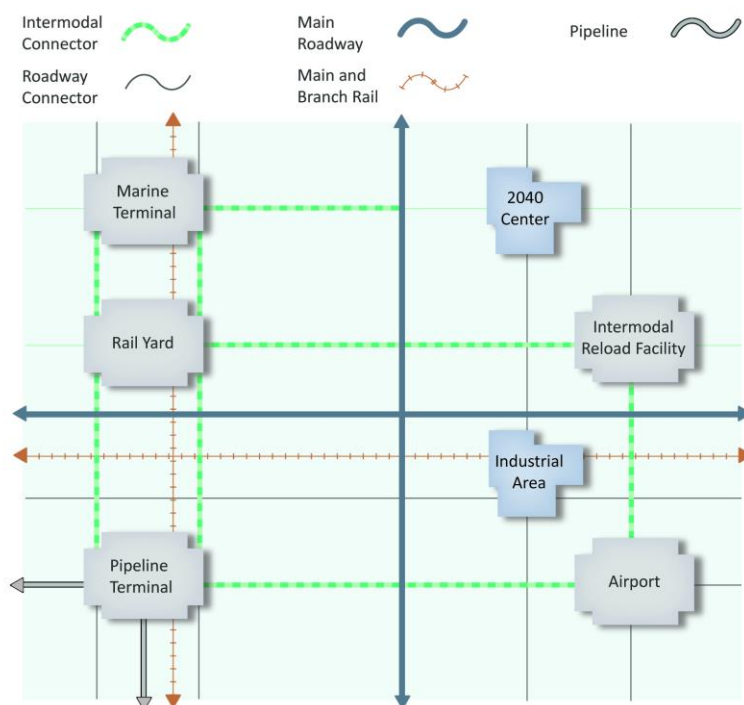 Intermodal
Connector
Main
Roadway
Pipeline
Roadway
Connector
Main and
Branch Rail
Marine
Terminal
2040
Center
Rail Yard
Intermodal
Reload Facility
Industrial
Area
Pipeline
Terminal
Airport